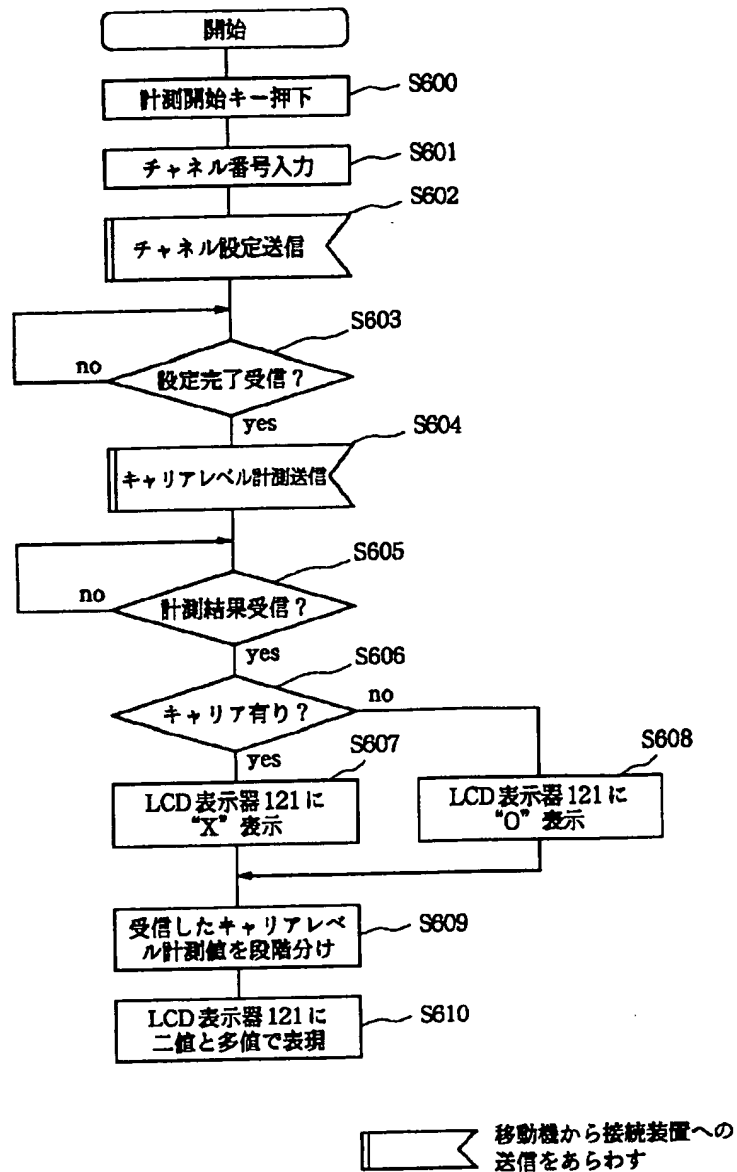 開始
計測開始キー押下
S600
チャネル番号入力
S601
チャネル設定送信
S602
設定完了受信?
S603
no
yes
キャリアレベル計測送信
S604
計測結果受信?
S605
no
yes
キャリア有り?
S606
no
yes
LCD表示器121に
“X”表示
S607
LCD表示器121に
“O”表示
S608
受信したキャリアレベ
ル計測値を段階分け
S609
LCD表示器121に
二値と多値で表現
S610
移動機から接続装置への
送信をあらわす